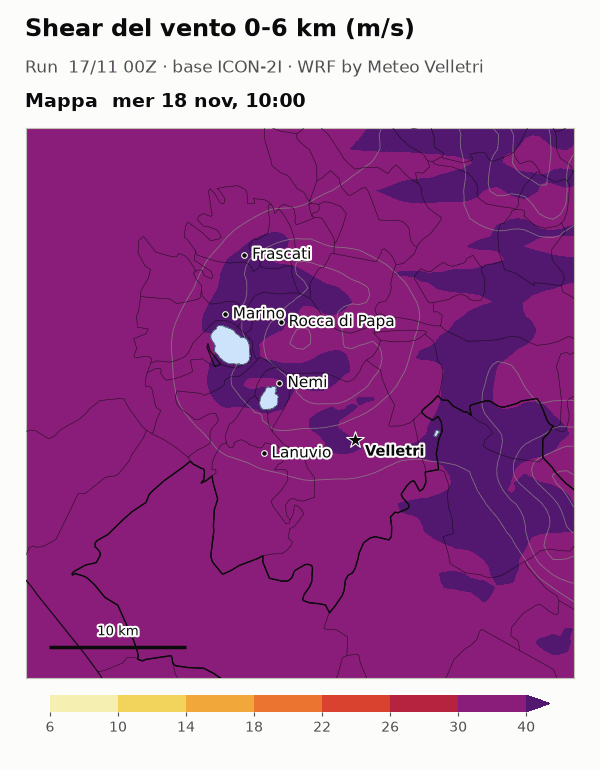 Shear del vento 0-6 km (m/s)
Run  17/11 00Z · base ICON-2I · WRF by Meteo Velletri
Mappa  mer 18 nov, 10:00
Frascati
Marino
Rocca di Papa
Nemi
Velletri
Lanuvio
10 km
6 10 14 18 22 26 30 40